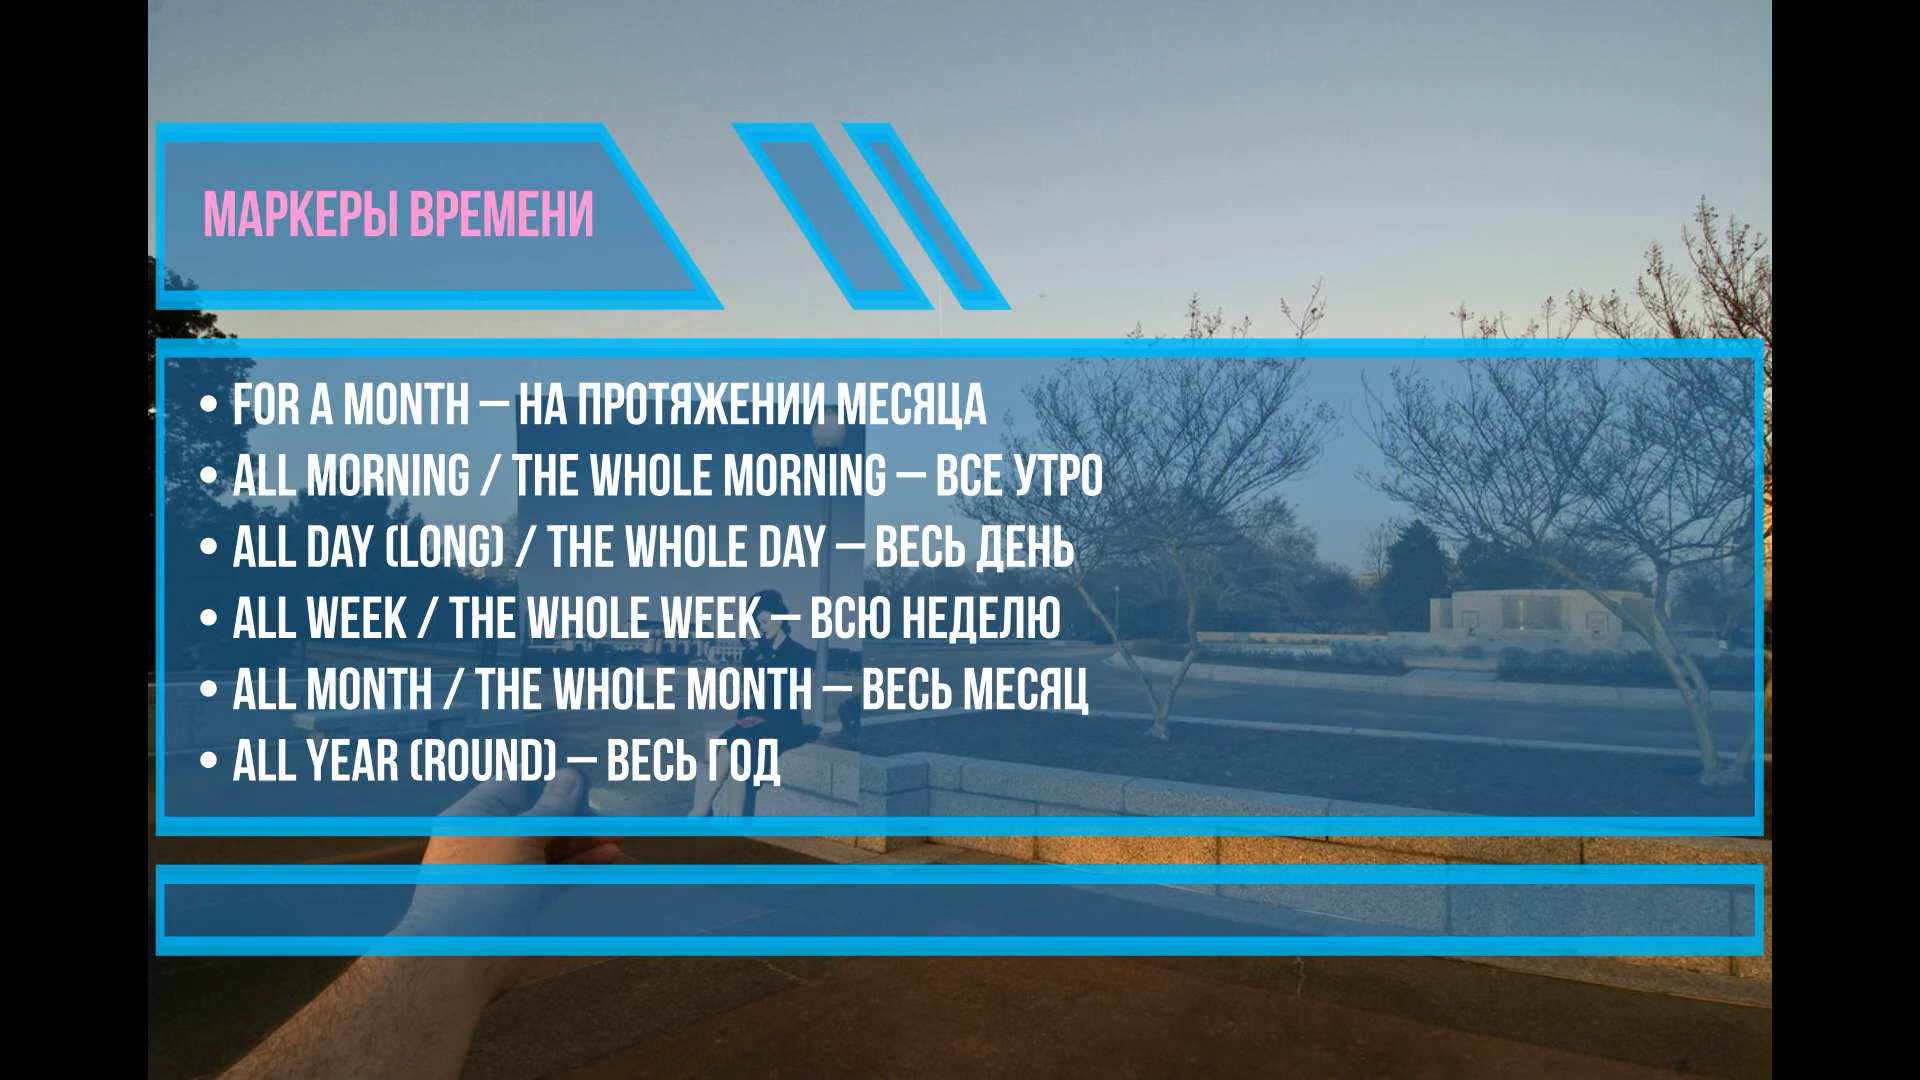 МАРКЕРЫ ВРЕМЕНИ
• FOR A MONTH – НА ПРОТЯЖЕНИИ МЕСЯЦА
• ALL MORNING / THE WHOLE MORNING – ВСЕ УТРО
• ALL DAY (LONG) / THE WHOLE DAY – ВЕСЬ ДЕНЬ
• ALL WEEK / THE WHOLE WEEK – ВСЮ НЕДЕЛЮ
• ALL MONTH / THE WHOLE MONTH – ВЕСЬ МЕСЯЦ
• ALL YEAR (ROUND) – ВЕСЬ ГОД